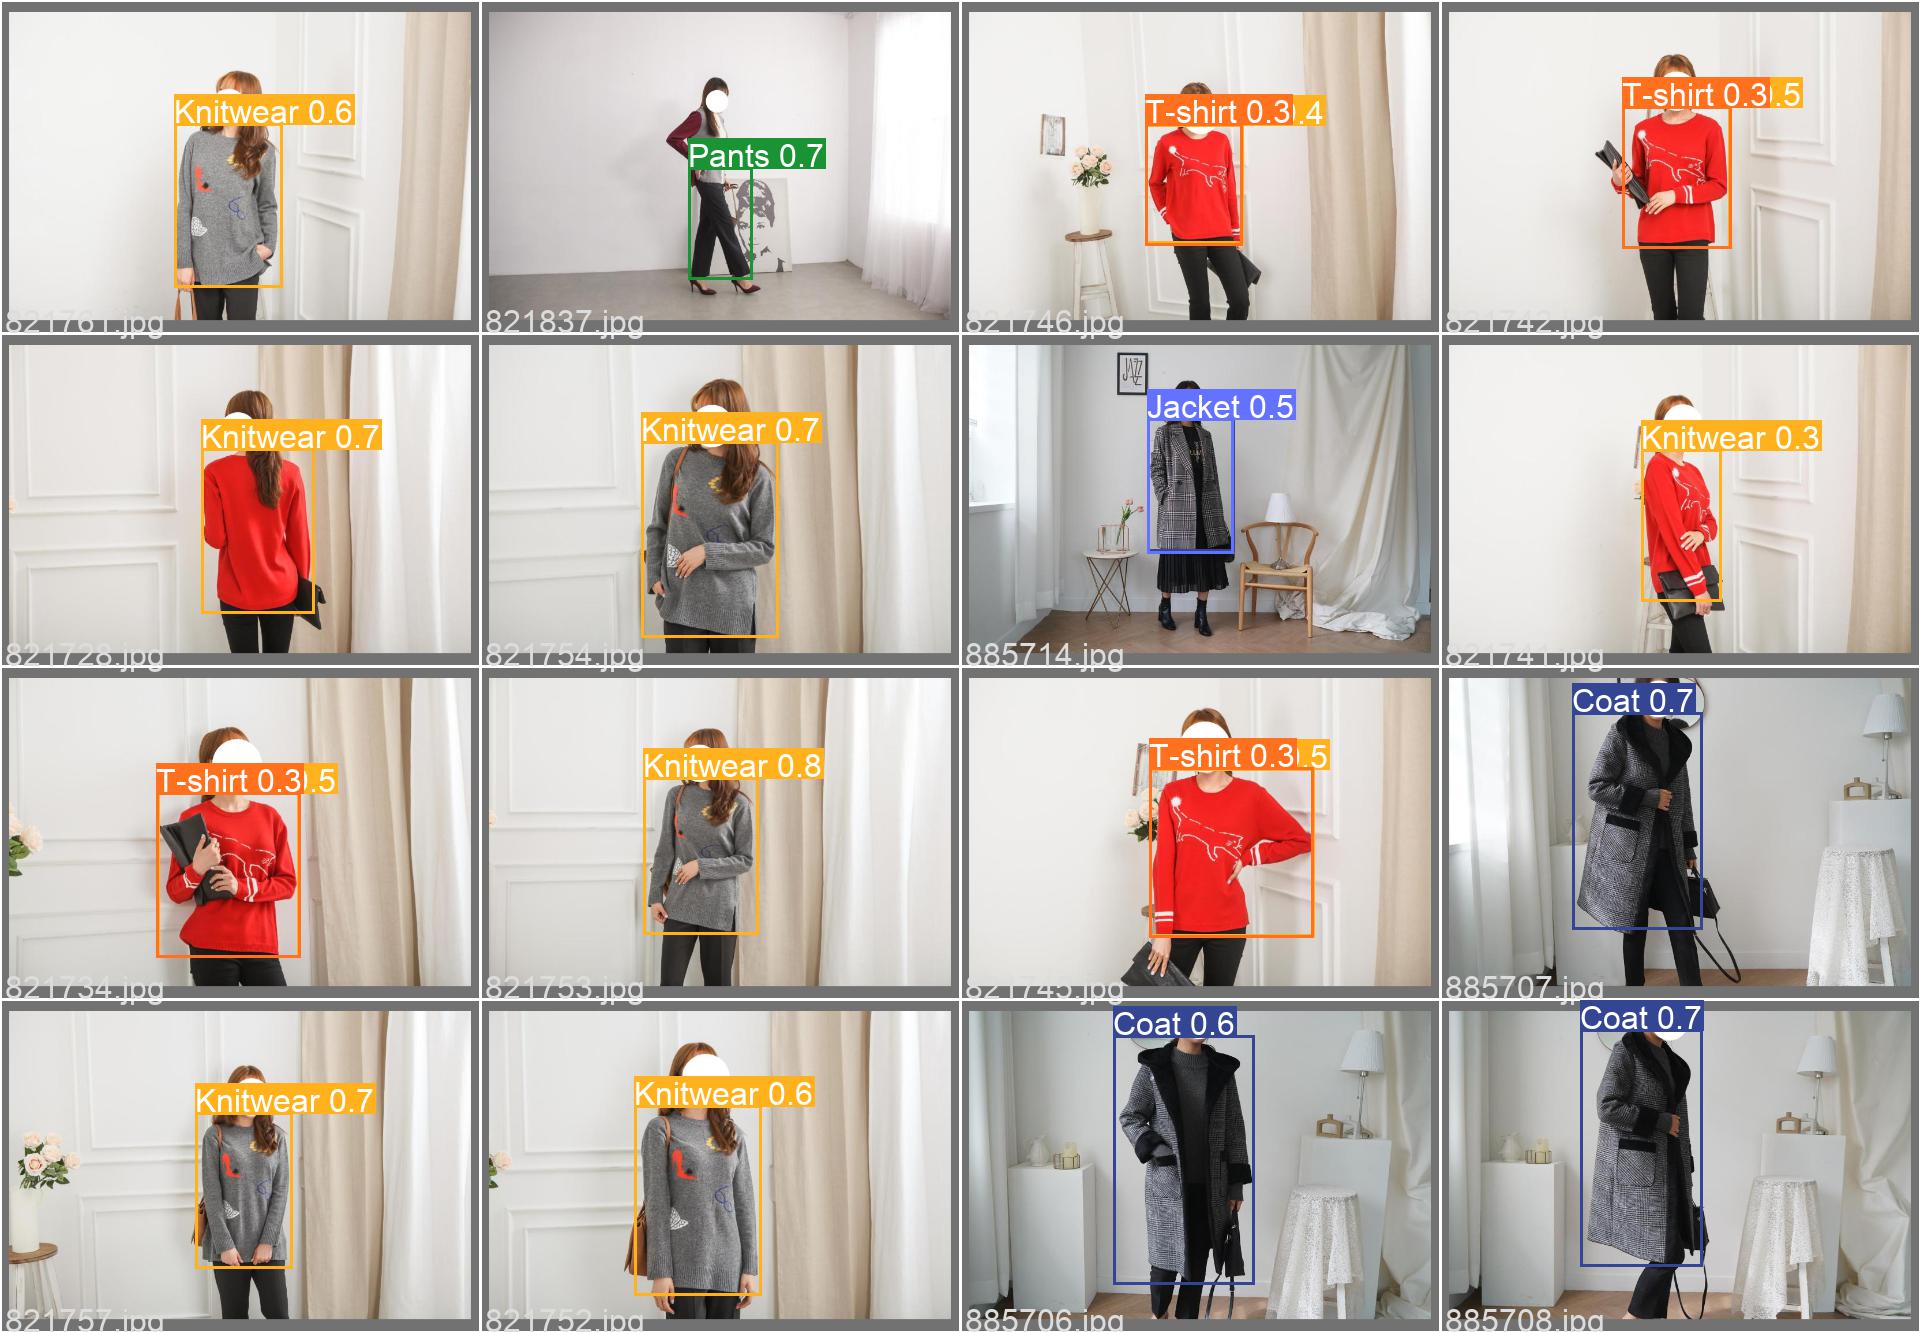 Knitwear 0.6
821761.jpg
Pants 0.7
821837.jpg
T-shirt 0.3
.4
821746.jpg
T-shirt 0.3
.5
821742.jpg
Knitwear 0.7
821728.jpg
Knitwear 0.7
821754.jpg
JAZZ
Jacket 0.5
885714.jpg
Knitwear 0.3
821741.jpg
T-shirt 0.3
.5
821734.jpg
Knitwear 0.8
821753.jpg
T-shirt 0.3
.5
821745.jpg
Coat 0.7
885707.jpg
Knitwear 0.7
821757.jpg
Knitwear 0.6
821752.jpg
Coat 0.6
885706.jpg
Coat 0.7
885708.jpg